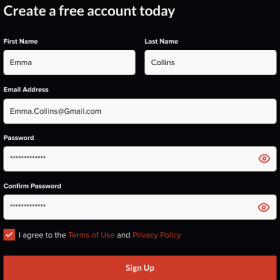 Create a free account today
First Name Last Name
Emma Collins
Email Address
Emma.Collins@Gmail.com
Password
*************
Confirm Password
*************
I agree to the Terms of Use and Privacy Policy
Sign Up